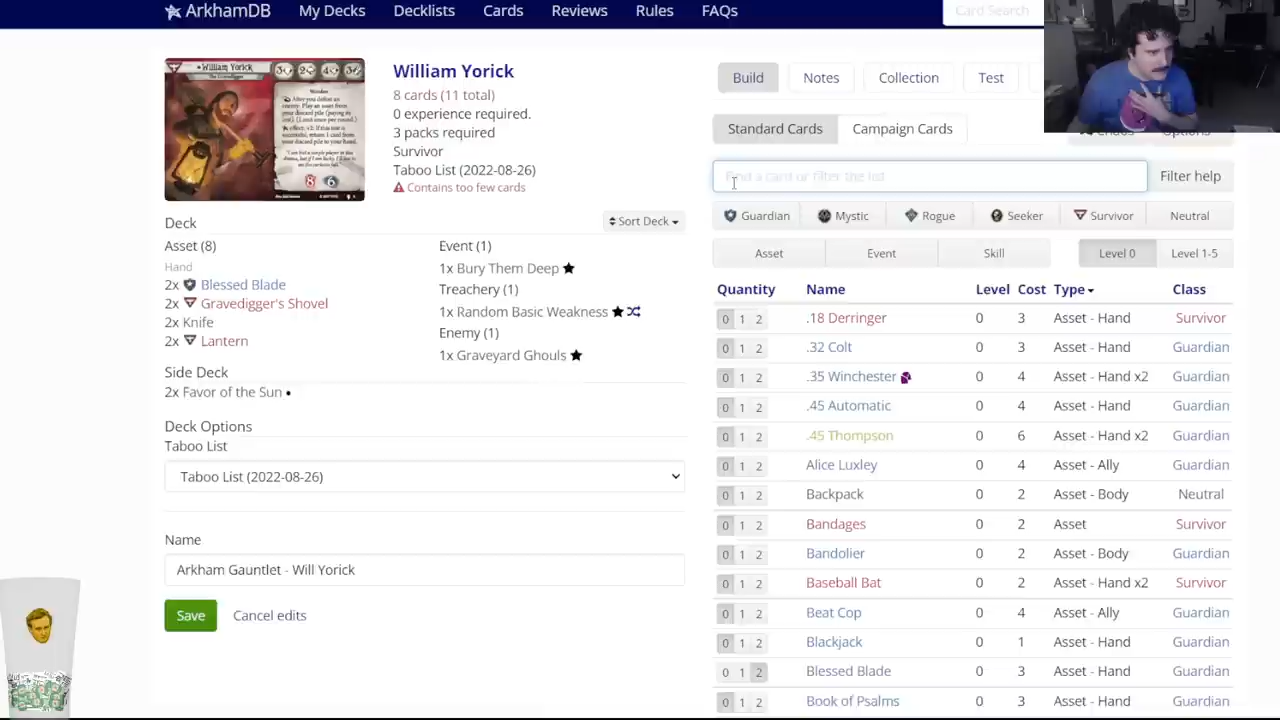 ArkhamDB My Decks Decklists Cards Reviews Rules FAQs Card Search
William Yorick
William Yorick
8 cards (11 total)
0 experience required.
3 packs required
Survivor
Taboo List (2022-08-26)
Contains too few cards
Build Notes Collection Test
Standard Cards Campaign Cards Options
Find a card or filter the list Filter help
Guardian Mystic Rogue Seeker Survivor Neutral
Asset Event Skill Level 0 Level 1-5
Deck Sort Deck
Asset (8)
Hand
2x Blessed Blade
2x Gravedigger's Shovel
2x Knife
2x Lantern
Side Deck
2x Favor of the Sun •
Event (1)
1x Bury Them Deep
Treachery (1)
1x Random Basic Weakness
Enemy (1)
1x Graveyard Ghouls
Deck Options
Taboo List
Taboo List (2022-08-26)
Name
Arkham Gauntlet - Will Yorick
Save Cancel edits
Quantity Name Level Cost Type Class
0 1 2 .18 Derringer 0 3 Asset - Hand Survivor
0 1 2 .32 Colt 0 3 Asset - Hand Guardian
0 1 2 .35 Winchester 0 4 Asset - Hand x2 Guardian
0 1 2 .45 Automatic 0 4 Asset - Hand Guardian
0 1 2 .45 Thompson 0 6 Asset - Hand x2 Guardian
0 1 2 Alice Luxley 0 4 Asset - Ally Guardian
0 1 2 Backpack 0 2 Asset - Body Neutral
0 1 2 Bandages 0 2 Asset Survivor
0 1 2 Bandolier 0 2 Asset - Body Guardian
0 1 2 Baseball Bat 0 2 Asset - Hand x2 Survivor
0 1 2 Beat Cop 0 4 Asset - Ally Guardian
0 1 2 Blackjack 0 1 Asset - Hand Guardian
0 1 2 Blessed Blade 0 3 Asset - Hand Guardian
0 1 2 Book of Psalms 0 3 Asset - Hand Guardian